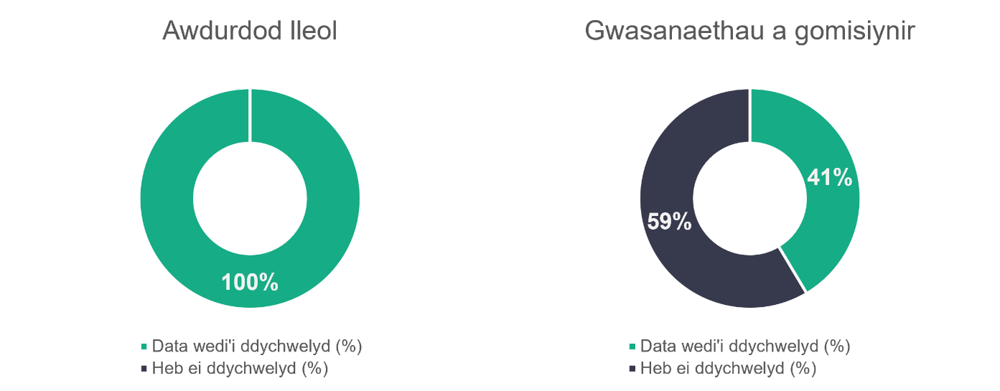 Awdurdod lleol
100%
Data wedi'i ddychwelyd (%)
Heb ei ddychwelyd (%)
Gwasanaethau a gomisiynir
41%
59%
Data wedi'i ddychwelyd (%)
Heb ei ddychwelyd (%)